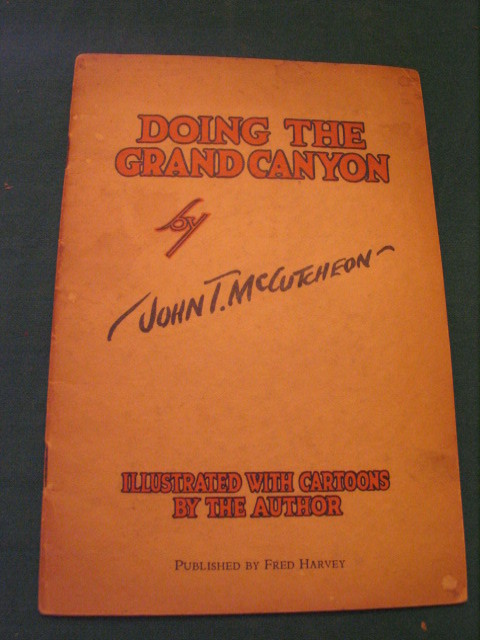 DOING THE
GRAND CANYON
by
JOHN T. McCUTCHEON
ILLUSTRATED WITH CARTOONS
BY THE AUTHOR
PUBLISHED BY FRED HARVEY